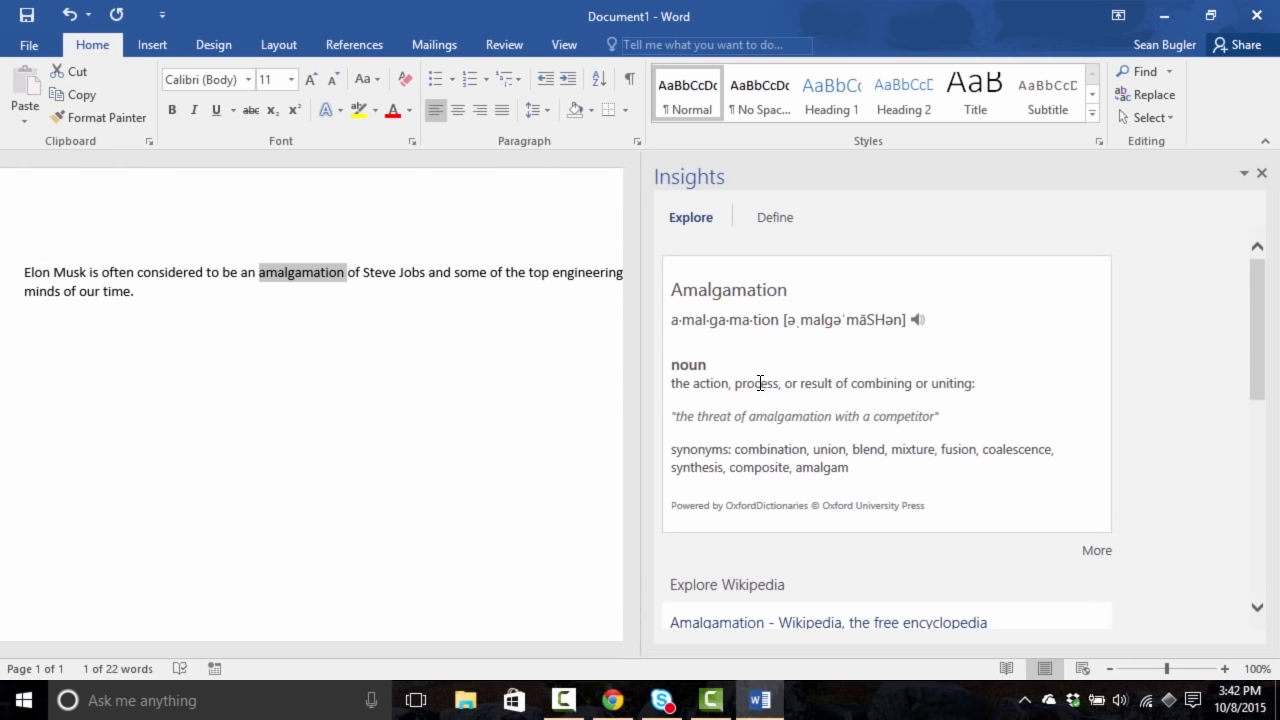 Document1 - Word
File Home Insert Design Layout References Mailings Review View Tell me what you want to do... Sean Bugler Share
Paste
Cut
Copy
Format Painter
Clipboard
Calibri (Body) 11 Aa
B I U abc x₂ x² A ab A
Font
Paragraph
AaBbCcDc AaBbCcDc AaBbCc AaBbCcD AaB AaBbCcD
¶ Normal ¶ No Spac... Heading 1 Heading 2 Title Subtitle
Styles
Find
Replace
Select
Editing
Elon Musk is often considered to be an amalgamation of Steve Jobs and some of the top engineering
minds of our time.
Insights
Explore Define
Amalgamation
a·mal·ga·ma·tion [əˌmalɡəˈmāSHən]
noun
the action, process, or result of combining or uniting:
"the threat of amalgamation with a competitor"
synonyms: combination, union, blend, mixture, fusion, coalescence,
synthesis, composite, amalgam
Powered by OxfordDictionaries © Oxford University Press
More
Explore Wikipedia
Amalgamation - Wikipedia, the free encyclopedia
Page 1 of 1 1 of 22 words 100%
Ask me anything
3:42 PM
10/8/2015